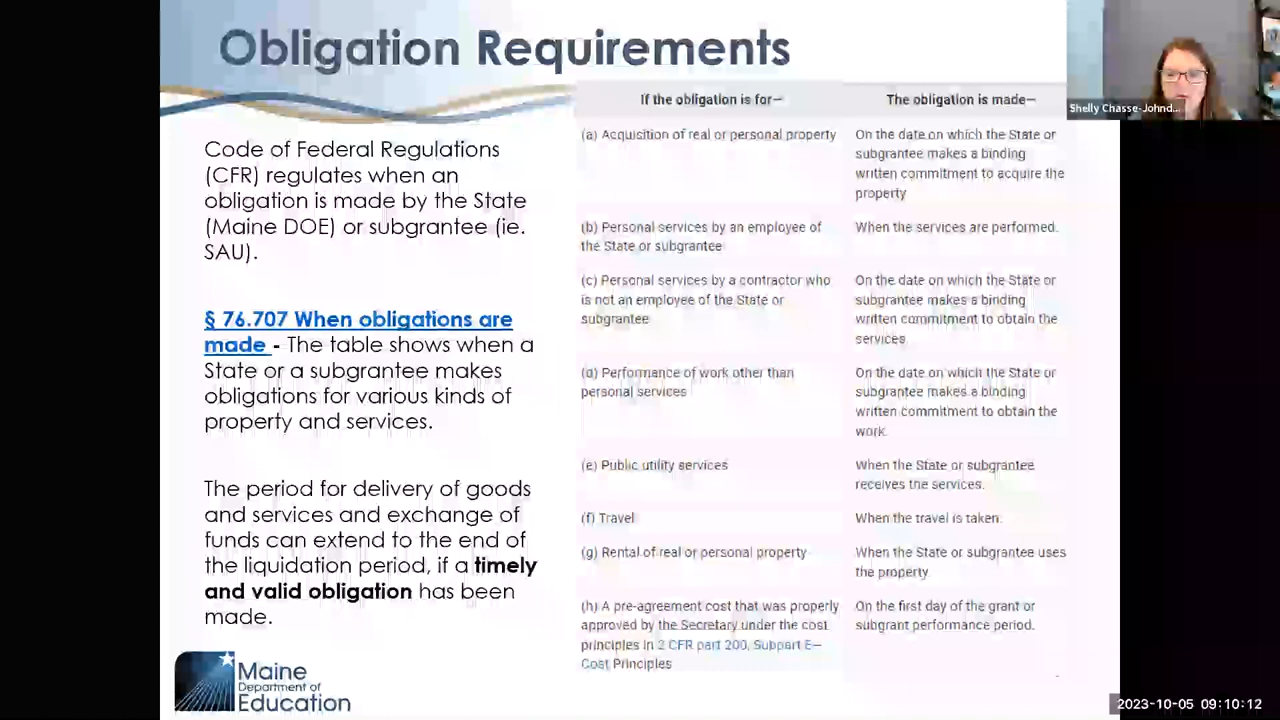 Obligation Requirements
Shelly Chasse-Johnd...
Code of Federal Regulations
(CFR) regulates when an
obligation is made by the State
(Maine DOE) or subgrantee (ie.
SAU).
§ 76.707 When obligations are
made - The table shows when a
State or a subgrantee makes
obligations for various kinds of
property and services.
The period for delivery of goods
and services and exchange of
funds can extend to the end of
the liquidation period, if a timely
and valid obligation has been
made.
If the obligation is for—
The obligation is made—
(a) Acquisition of real or personal property
On the date on which the State or
subgrantee makes a binding
written commitment to acquire the
property
(b) Personal services by an employee of
the State or subgrantee
When the services are performed.
(c) Personal services by a contractor who
is not an employee of the State or
subgrantee
On the date on which the State or
subgrantee makes a binding
written commitment to obtain the
services.
(d) Performance of work other than
personal services
On the date on which the State or
subgrantee makes a binding
written commitment to obtain the
work.
(e) Public utility services
When the State or subgrantee
receives the services.
(f) Travel
When the travel is taken.
(g) Rental of real or personal property
When the State or subgrantee uses
the property.
(h) A pre-agreement cost that was properly
approved by the Secretary under the cost
principles in 2 CFR part 200, Subpart E—
Cost Principles
On the first day of the grant or
subgrant performance period.
Maine
Department of
Education
2023-10-05 09:10:12